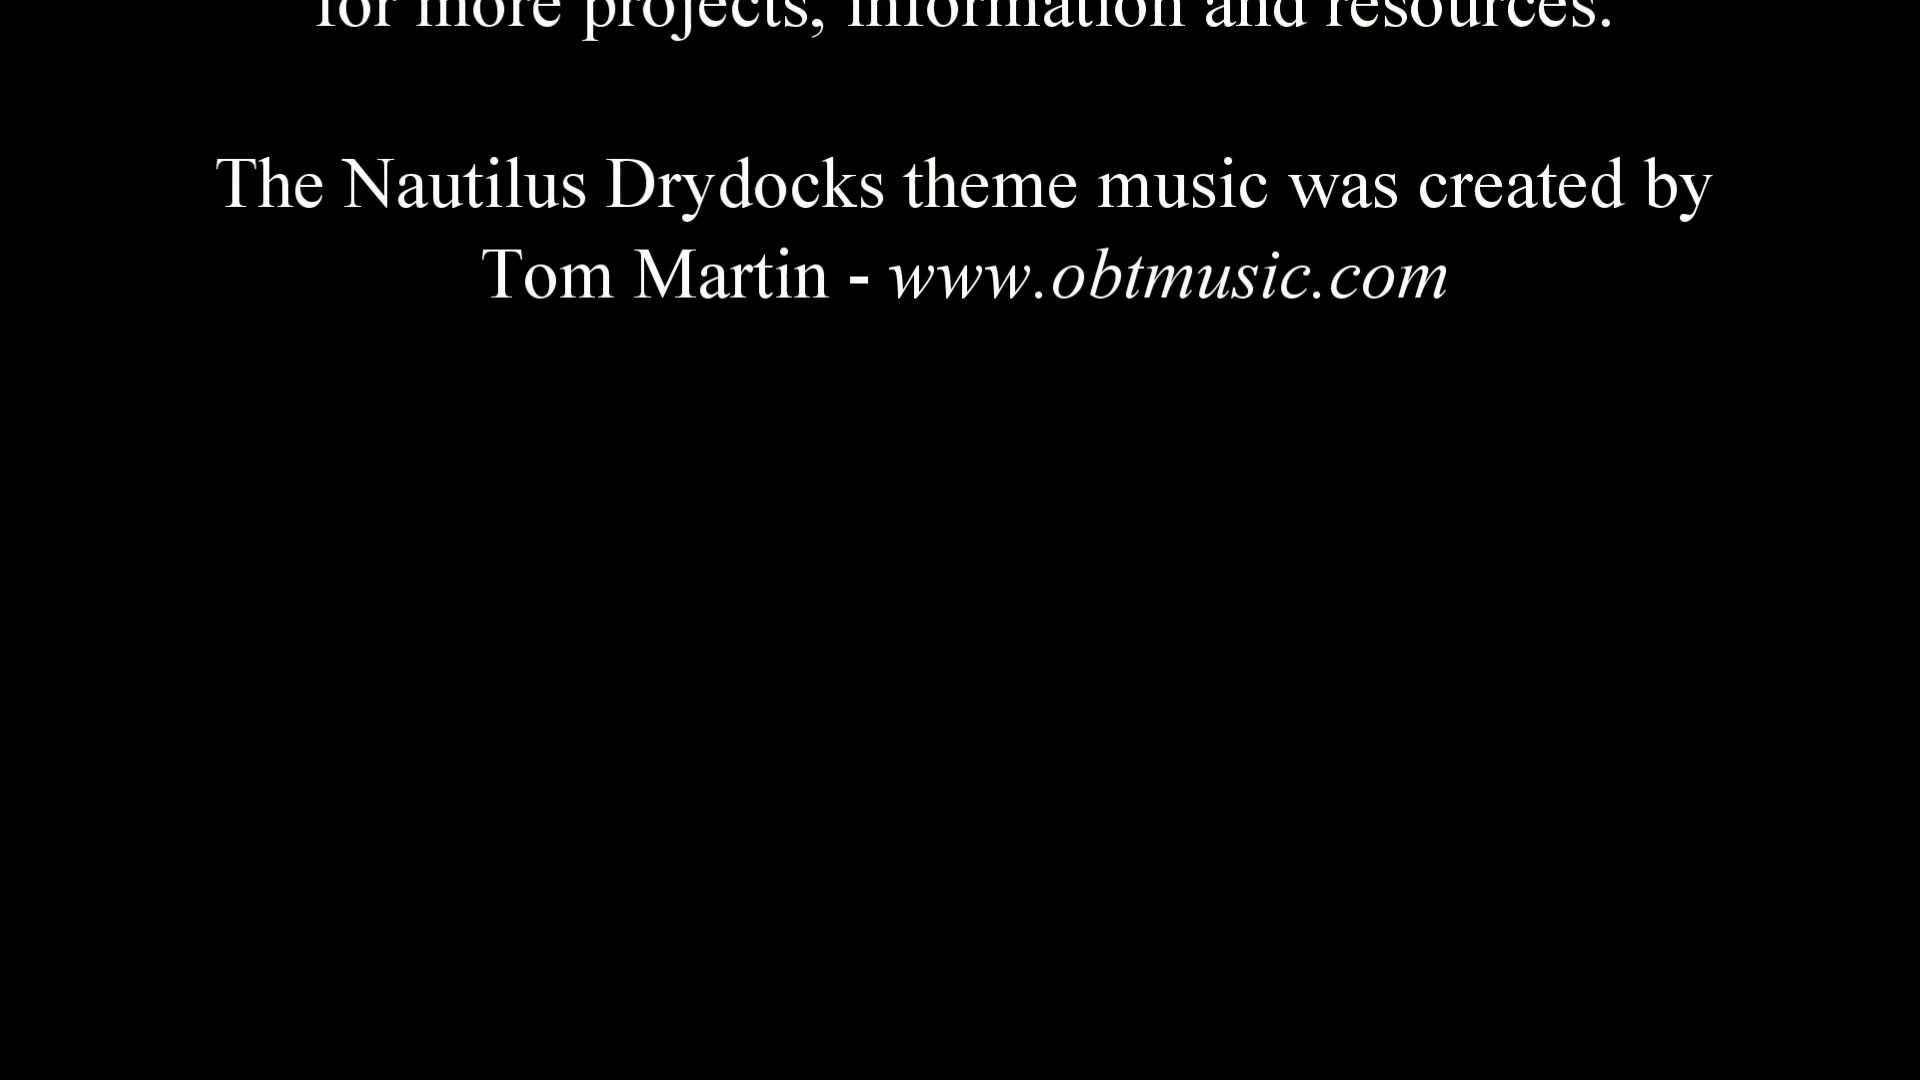 for more projects, information and resources.
The Nautilus Drydocks theme music was created by
Tom Martin - www.obtmusic.com